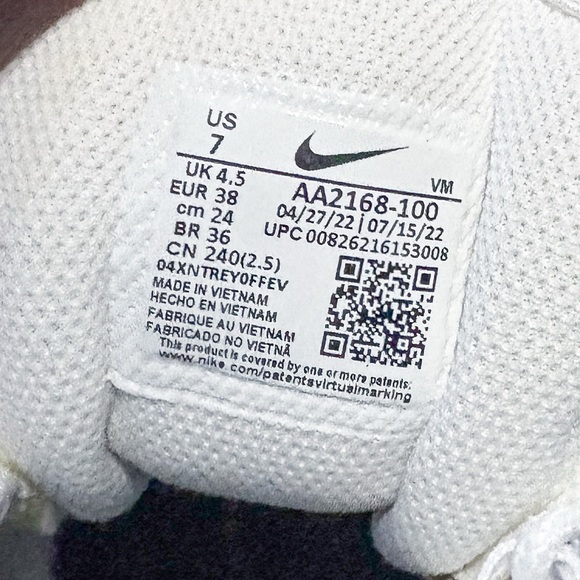 US
7
UK 4.5
EUR 38
cm 24
BR 36
CN 240(2.5)
VM
AA2168-100
04/27/22 | 07/15/22
UPC 00826216153008
04XNTREY0FFEV
MADE IN VIETNAM
HECHO EN VIETNAM
FABRIQUE AU VIETNAM
FABRICADO NO VIETNÃ
This product is covered by one or more patents.
www.nike.com/patentsvirtualmarking